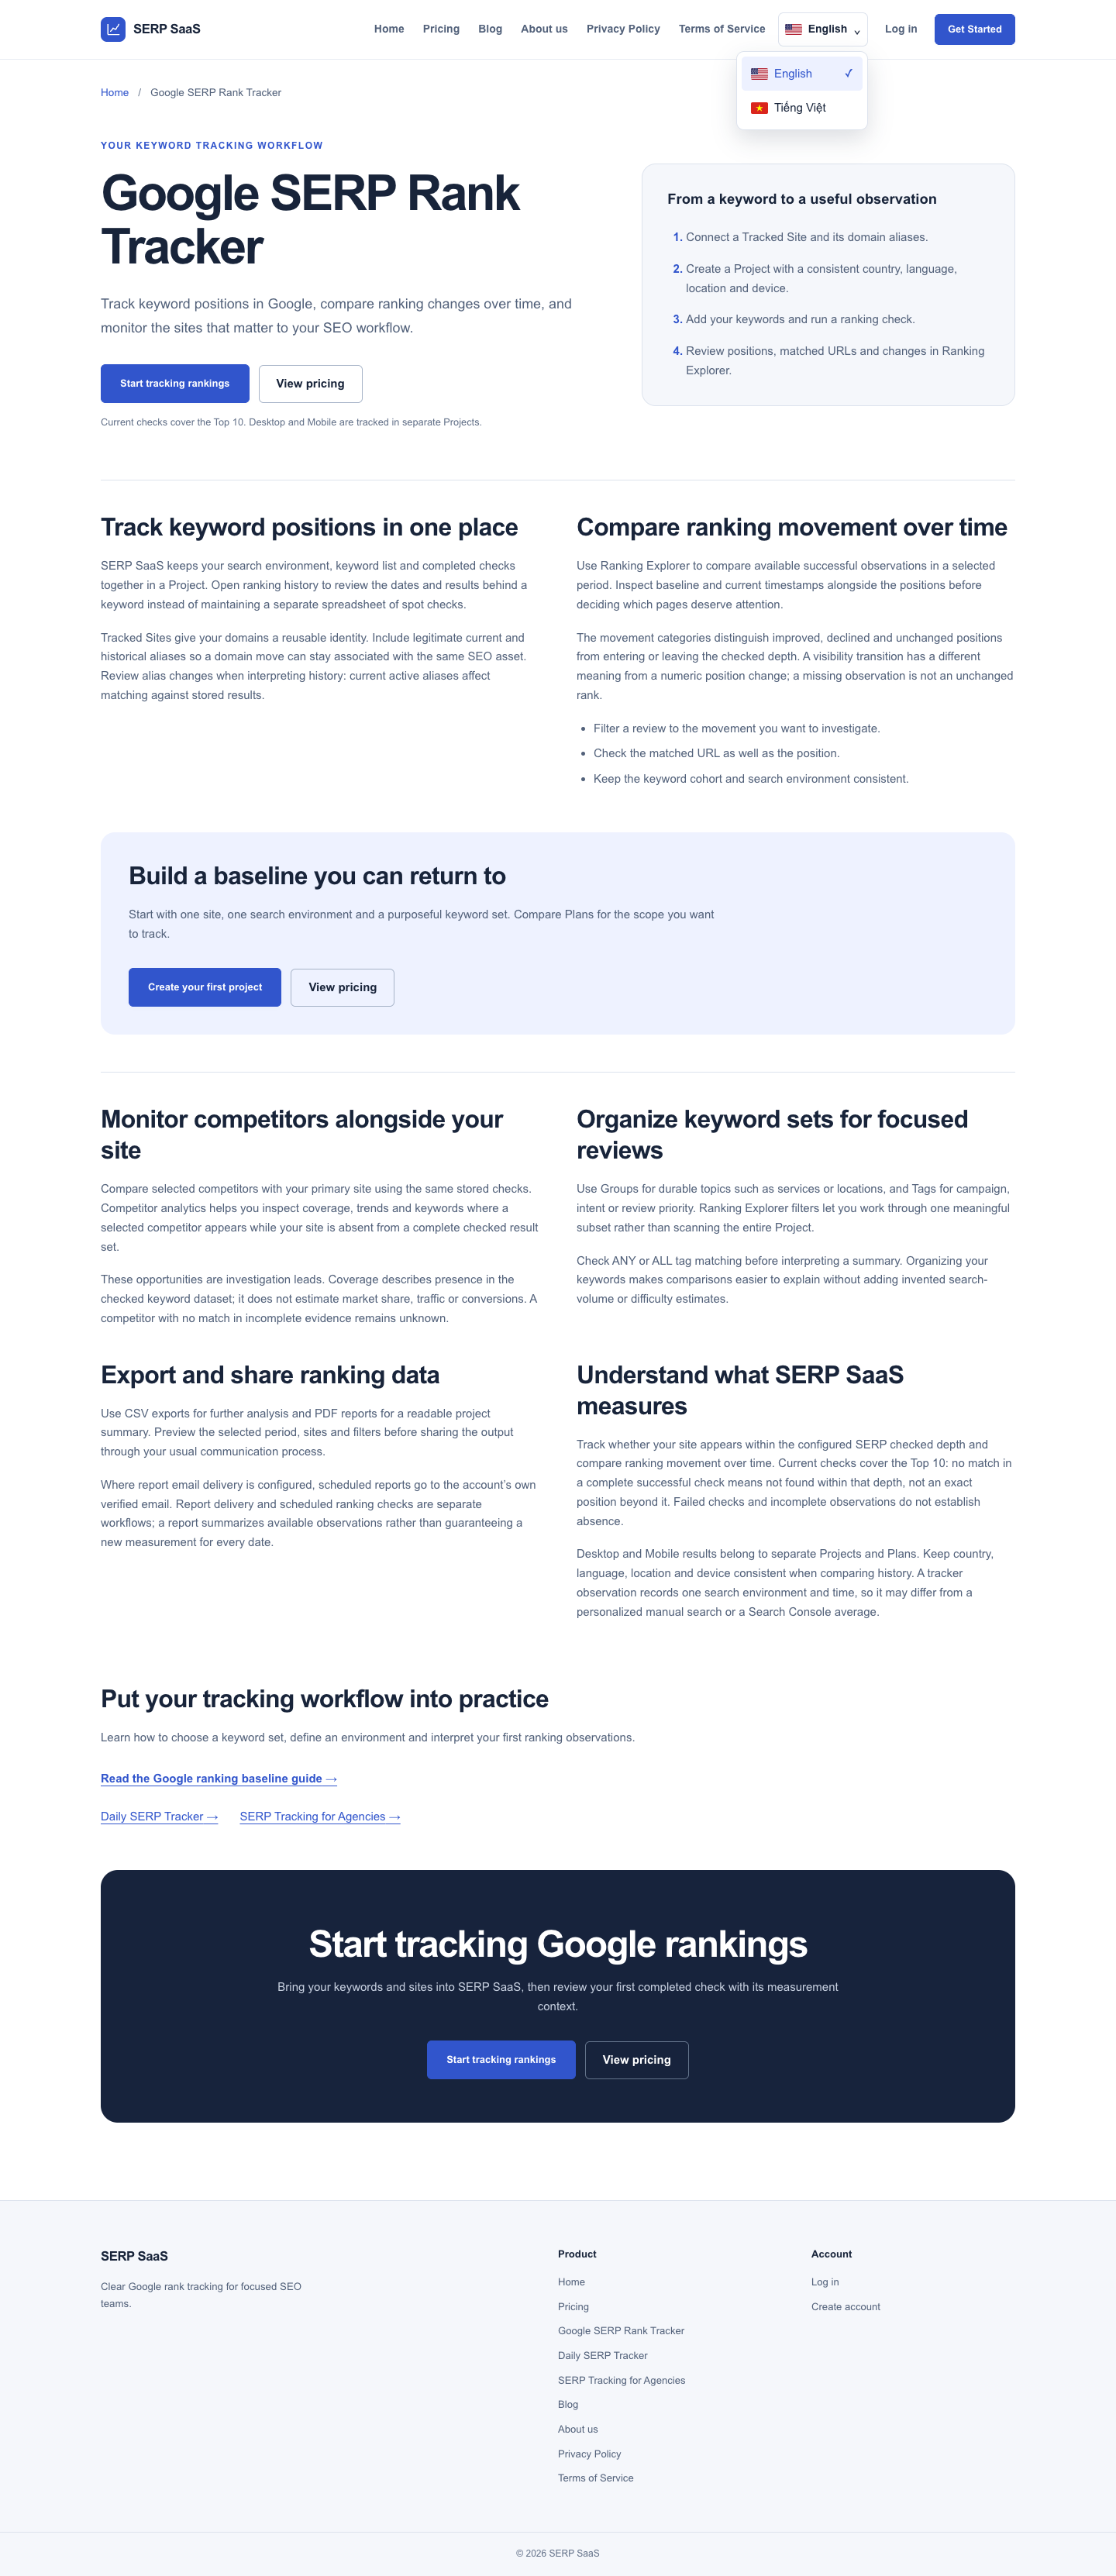 SERP SaaS
Home
Pricing
Blog
About us
Privacy Policy
Terms of Service
English
Log in
Get Started
English ✓
Tiếng Việt
Home / Google SERP Rank Tracker
YOUR KEYWORD TRACKING WORKFLOW
Google SERP Rank
Tracker
Track keyword positions in Google, compare ranking changes over time, and
monitor the sites that matter to your SEO workflow.
Start tracking rankings
View pricing
Current checks cover the Top 10. Desktop and Mobile are tracked in separate Projects.
From a keyword to a useful observation
1. Connect a Tracked Site and its domain aliases.
2. Create a Project with a consistent country, language,
location and device.
3. Add your keywords and run a ranking check.
4. Review positions, matched URLs and changes in Ranking
Explorer.
Track keyword positions in one place
SERP SaaS keeps your search environment, keyword list and completed checks
together in a Project. Open ranking history to review the dates and results behind a
keyword instead of maintaining a separate spreadsheet of spot checks.
Tracked Sites give your domains a reusable identity. Include legitimate current and
historical aliases so a domain move can stay associated with the same SEO asset.
Review alias changes when interpreting history: current active aliases affect
matching against stored results.
Compare ranking movement over time
Use Ranking Explorer to compare available successful observations in a selected
period. Inspect baseline and current timestamps alongside the positions before
deciding which pages deserve attention.
The movement categories distinguish improved, declined and unchanged positions
from entering or leaving the checked depth. A visibility transition has a different
meaning from a numeric position change; a missing observation is not an unchanged
rank.
• Filter a review to the movement you want to investigate.
• Check the matched URL as well as the position.
• Keep the keyword cohort and search environment consistent.
Build a baseline you can return to
Start with one site, one search environment and a purposeful keyword set. Compare Plans for the scope you want
to track.
Create your first project
View pricing
Monitor competitors alongside your
site
Compare selected competitors with your primary site using the same stored checks.
Competitor analytics helps you inspect coverage, trends and keywords where a
selected competitor appears while your site is absent from a complete checked result
set.
These opportunities are investigation leads. Coverage describes presence in the
checked keyword dataset; it does not estimate market share, traffic or conversions. A
competitor with no match in incomplete evidence remains unknown.
Organize keyword sets for focused
reviews
Use Groups for durable topics such as services or locations, and Tags for campaign,
intent or review priority. Ranking Explorer filters let you work through one meaningful
subset rather than scanning the entire Project.
Check ANY or ALL tag matching before interpreting a summary. Organizing your
keywords makes comparisons easier to explain without adding invented search-
volume or difficulty estimates.
Export and share ranking data
Use CSV exports for further analysis and PDF reports for a readable project
summary. Preview the selected period, sites and filters before sharing the output
through your usual communication process.
Where report email delivery is configured, scheduled reports go to the account’s own
verified email. Report delivery and scheduled ranking checks are separate
workflows; a report summarizes available observations rather than guaranteeing a
new measurement for every date.
Understand what SERP SaaS
measures
Track whether your site appears within the configured SERP checked depth and
compare ranking movement over time. Current checks cover the Top 10: no match in
a complete successful check means not found within that depth, not an exact
position beyond it. Failed checks and incomplete observations do not establish
absence.
Desktop and Mobile results belong to separate Projects and Plans. Keep country,
language, location and device consistent when comparing history. A tracker
observation records one search environment and time, so it may differ from a
personalized manual search or a Search Console average.
Put your tracking workflow into practice
Learn how to choose a keyword set, define an environment and interpret your first ranking observations.
Read the Google ranking baseline guide →
Daily SERP Tracker →
SERP Tracking for Agencies →
Start tracking Google rankings
Bring your keywords and sites into SERP SaaS, then review your first completed check with its measurement
context.
Start tracking rankings
View pricing
SERP SaaS
Clear Google rank tracking for focused SEO
teams.
Product
Home
Pricing
Google SERP Rank Tracker
Daily SERP Tracker
SERP Tracking for Agencies
Blog
About us
Privacy Policy
Terms of Service
Account
Log in
Create account
© 2026 SERP SaaS